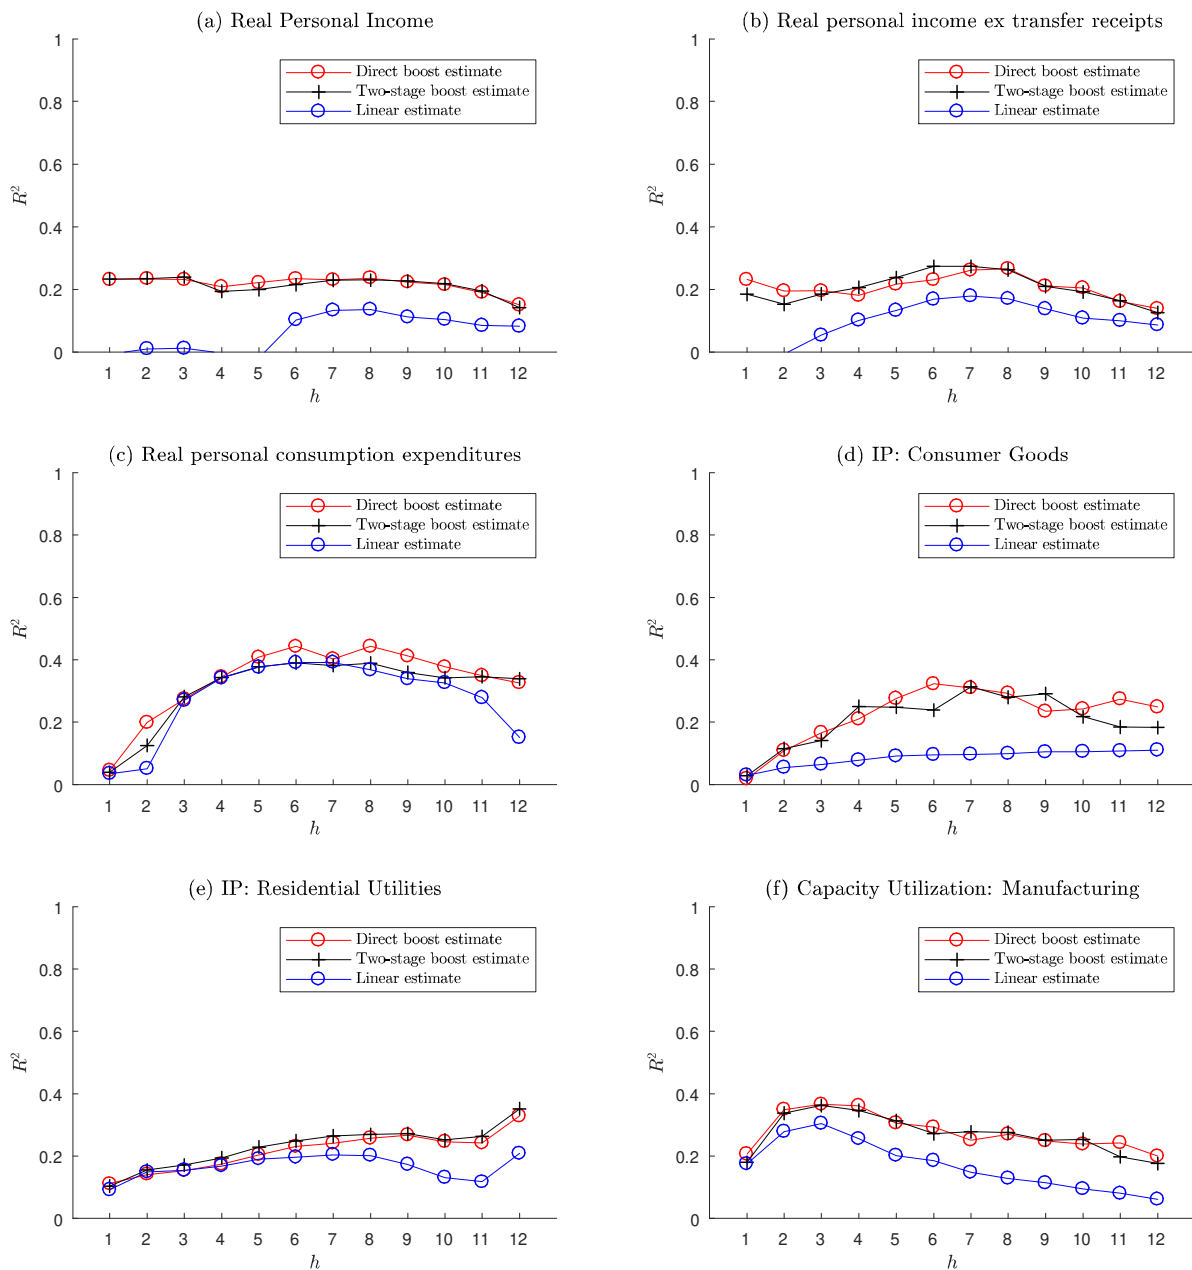 (a) Real Personal Income
1
0.8
0.6
0.4
0.2
0
R²
Direct boost estimate
Two-stage boost estimate
Linear estimate
1 2 3 4 5 6 7 8 9 10 11 12
h
(b) Real personal income ex transfer receipts
1
0.8
0.6
0.4
0.2
0
R²
Direct boost estimate
Two-stage boost estimate
Linear estimate
1 2 3 4 5 6 7 8 9 10 11 12
h
(c) Real personal consumption expenditures
1
0.8
0.6
0.4
0.2
0
R²
Direct boost estimate
Two-stage boost estimate
Linear estimate
1 2 3 4 5 6 7 8 9 10 11 12
h
(d) IP: Consumer Goods
1
0.8
0.6
0.4
0.2
0
R²
Direct boost estimate
Two-stage boost estimate
Linear estimate
1 2 3 4 5 6 7 8 9 10 11 12
h
(e) IP: Residential Utilities
1
0.8
0.6
0.4
0.2
0
R²
Direct boost estimate
Two-stage boost estimate
Linear estimate
1 2 3 4 5 6 7 8 9 10 11 12
h
(f) Capacity Utilization: Manufacturing
1
0.8
0.6
0.4
0.2
0
R²
Direct boost estimate
Two-stage boost estimate
Linear estimate
1 2 3 4 5 6 7 8 9 10 11 12
h